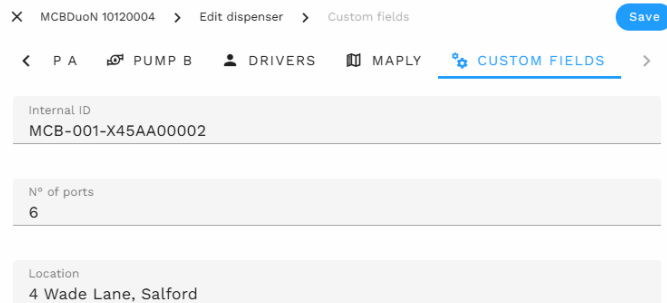 MCBDuoN 10120004 > Edit dispenser > Custom fields Save
P A PUMP B DRIVERS MAPLY CUSTOM FIELDS
Internal ID
MCB-001-X45AA00002
N° of ports
6
Location
4 Wade Lane, Salford